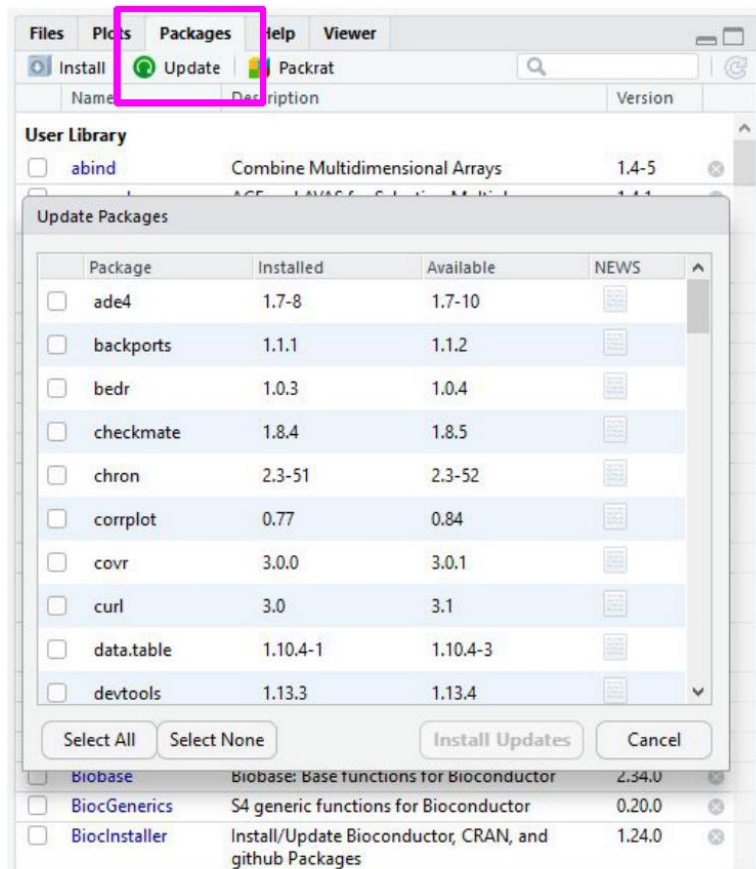 Files Plots Packages Help Viewer
Install Update Packrat
Name Description Version
User Library
abind Combine Multidimensional Arrays 1.4-5
Update Packages
Package Installed Available NEWS
ade4 1.7-8 1.7-10
backports 1.1.1 1.1.2
bedr 1.0.3 1.0.4
checkmate 1.8.4 1.8.5
chron 2.3-51 2.3-52
corrplot 0.77 0.84
covr 3.0.0 3.0.1
curl 3.0 3.1
data.table 1.10.4-1 1.10.4-3
devtools 1.13.3 1.13.4
Select All Select None Install Updates Cancel
Biobase Biobase: Base functions for Bioconductor 2.34.0
BiocGenerics S4 generic functions for Bioconductor 0.20.0
BiocInstaller Install/Update Bioconductor, CRAN, and 1.24.0
github Packages